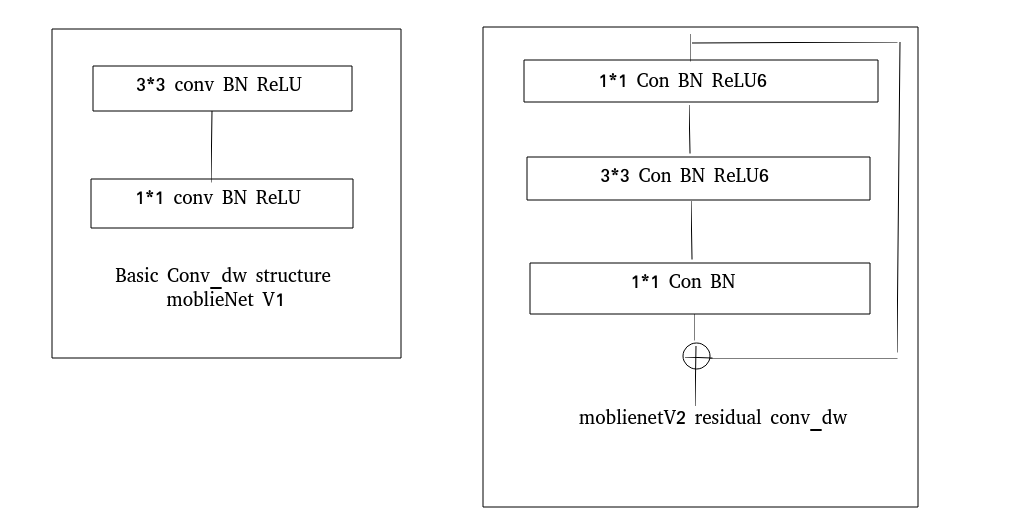 3*3 conv BN ReLU
1*1 conv BN ReLU
Basic Conv_dw structure
moblieNet V1
1*1 Con BN ReLU6
3*3 Con BN ReLU6
1*1 Con BN
moblienetV2 residual conv_dw